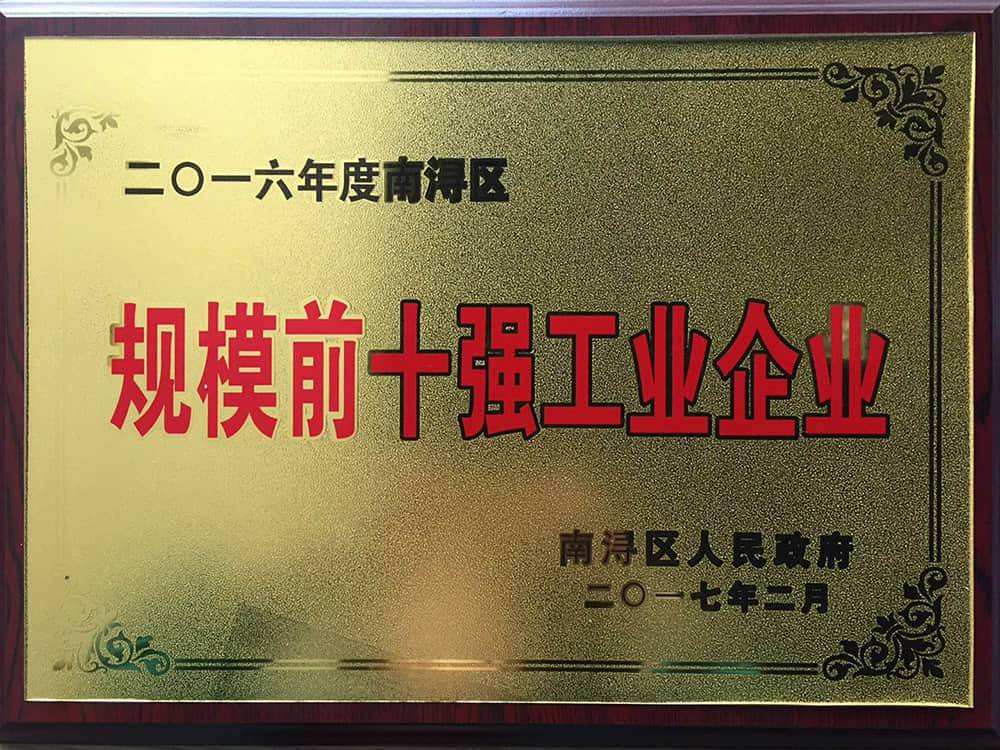 二〇一六年度南浔区
规模前十强工业企业
南浔区人民政府
二〇一七年二月